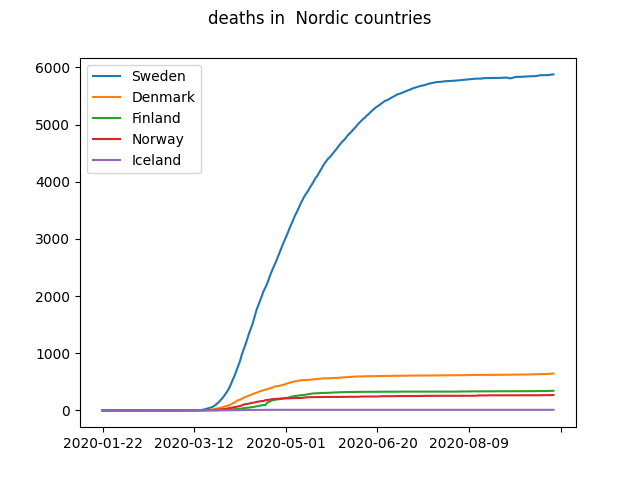 deaths in  Nordic countries
6000
5000
4000
3000
2000
1000
0
Sweden
Denmark
Finland
Norway
Iceland
2020-01-22 2020-03-12 2020-05-01 2020-06-20 2020-08-09